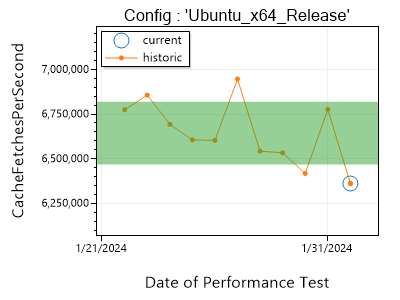 Config : 'Ubuntu_x64_Release'
current
historic
CacheFetchesPerSecond
7,000,000
6,750,000
6,500,000
6,250,000
1/21/2024
1/31/2024
Date of Performance Test